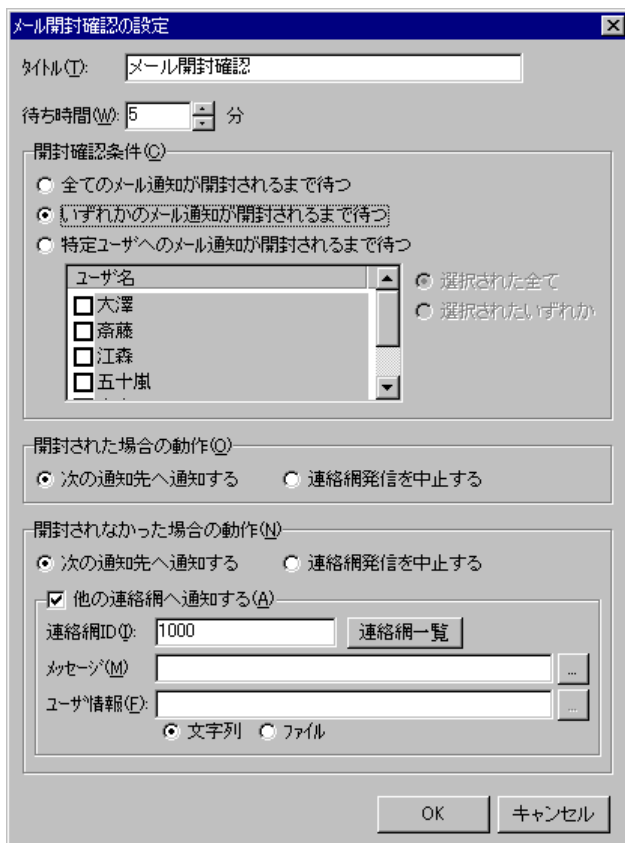 メール開封確認の設定
ﾀｲﾄﾙ(T): メール開封確認
待ち時間(W): 5 分
開封確認条件(C)
全てのメール通知が開封されるまで待つ
いずれかのメール通知が開封されるまで待つ
特定ユーザへのメール通知が開封されるまで待つ
ユーザ名
選択された全て
大澤
選択されたいずれか
斎藤
江森
五十嵐
開封された場合の動作(O)
次の通知先へ通知する 連絡網発信を中止する
開封されなかった場合の動作(N)
次の通知先へ通知する 連絡網発信を中止する
他の連絡網へ通知する(A)
連絡網ID(I): 1000 連絡網一覧
ﾒｯｾｰｼﾞ(M) ...
ﾕｰｻﾞ情報(F): ...
文字列 ﾌｧｲﾙ
OK キャンセル